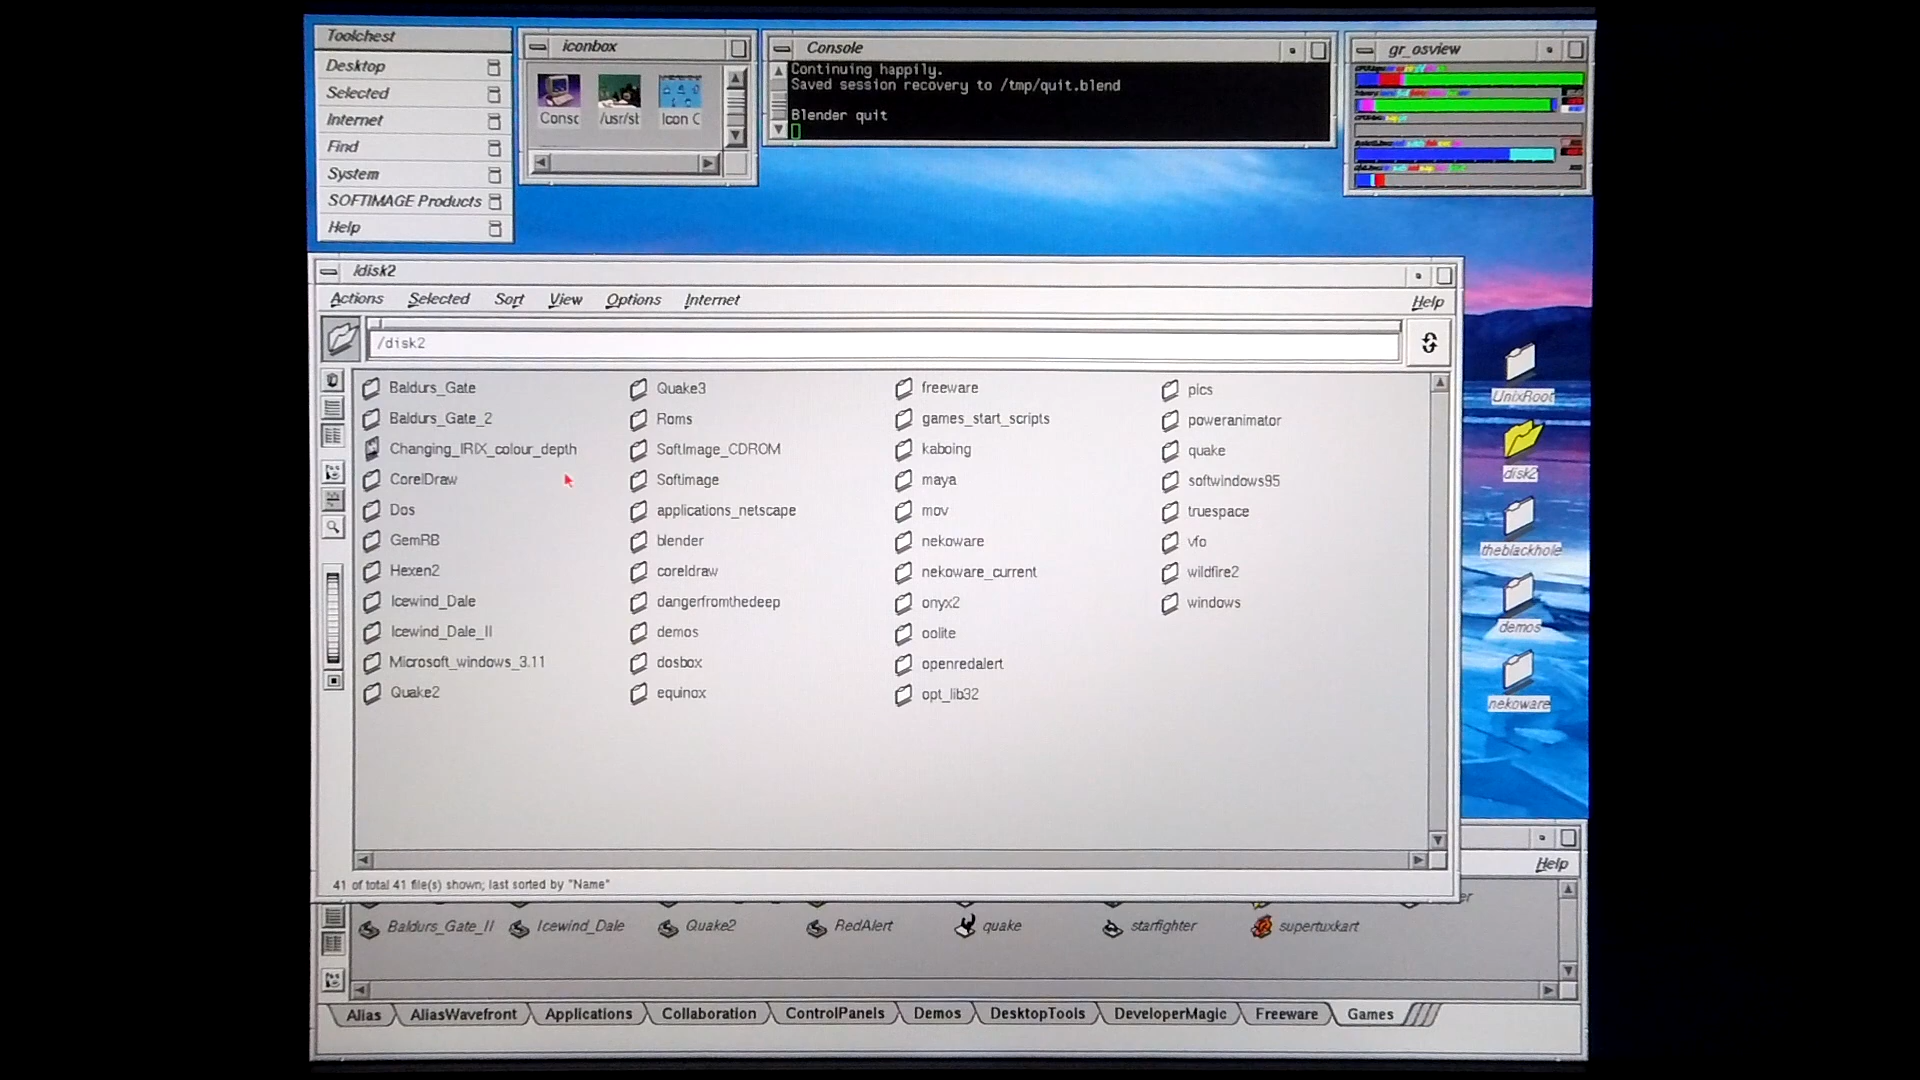 Toolchest
Desktop
Selected
Internet
Find
System
SOFTIMAGE Products
Help
iconbox
Consc
/usr/st
Icon C
Console
Continuing happily.
Saved session recovery to /tmp/quit.blend
Blender quit
gr_osview
/disk2
Actions Selected Sort View Options Internet Help
/disk2
Baldurs_Gate
Baldurs_Gate_2
Changing_IRIX_colour_depth
CorelDraw
Dos
GemRB
Hexen2
Icewind_Dale
Icewind_Dale_II
Microsoft_windows_3.11
Quake2
Quake3
Roms
SoftImage_CDROM
Softimage
applications_netscape
blender
coreldraw
dangerfromthedeep
demos
dosbox
equinox
freeware
games_start_scripts
kaboing
maya
mov
nekoware
nekoware_current
onyx2
oolite
openredalert
opt_lib32
pics
poweranimator
quake
softwindows95
truespace
vfo
wildfire2
windows
41 of total 41 file(s) shown; last sorted by "Name"
UnixRoot
disk2
theblackhole
demos
nekoware
Help
Baldurs_Gate_II Icewind_Dale Quake2 RedAlert quake starfighter supertuxkart
Alias AliasWavefront Applications Collaboration ControlPanels Demos DesktopTools DeveloperMagic Freeware Games